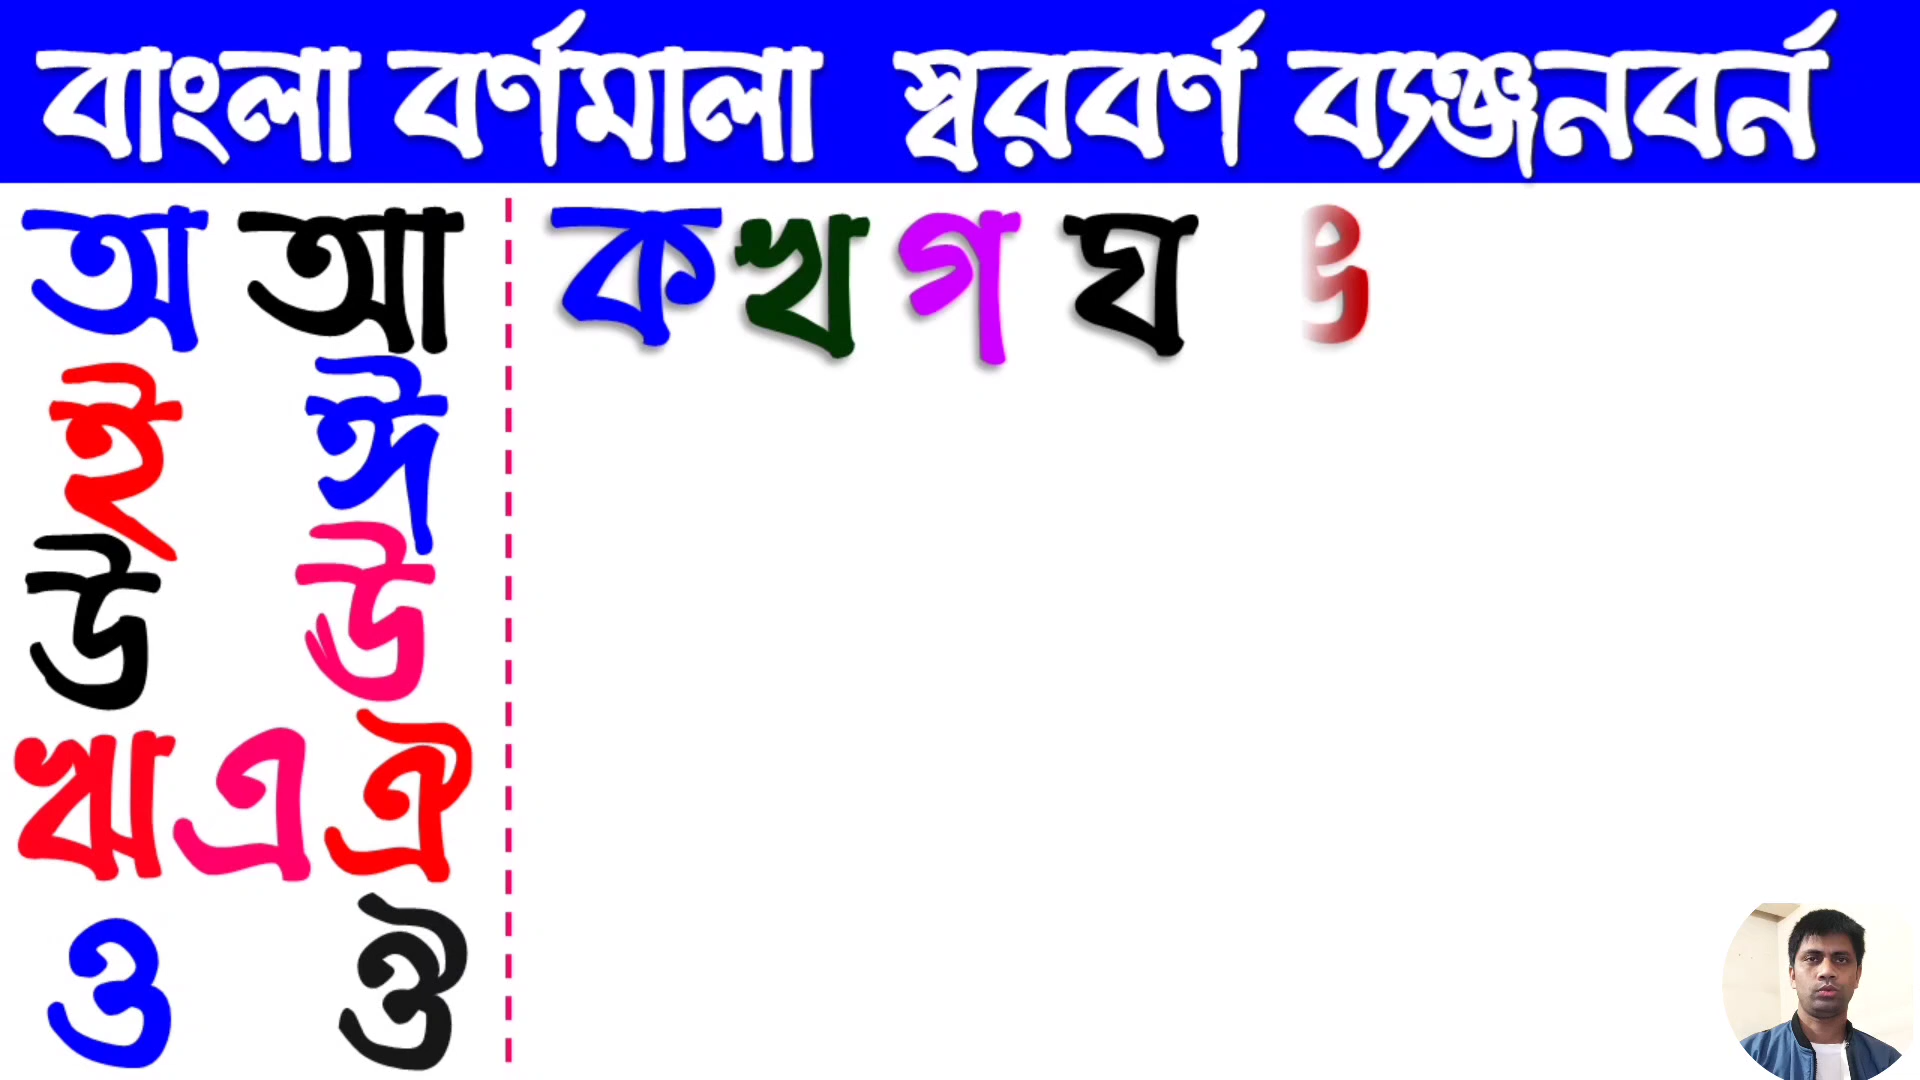 বাংলা বর্ণমালা স্বরবর্ণ ব্যঞ্জনবর্ন
অ আ
ই ঈ
উ ঊ
ঋ এ ঐ
ও ঔ
ক খ গ ঘ ঙ